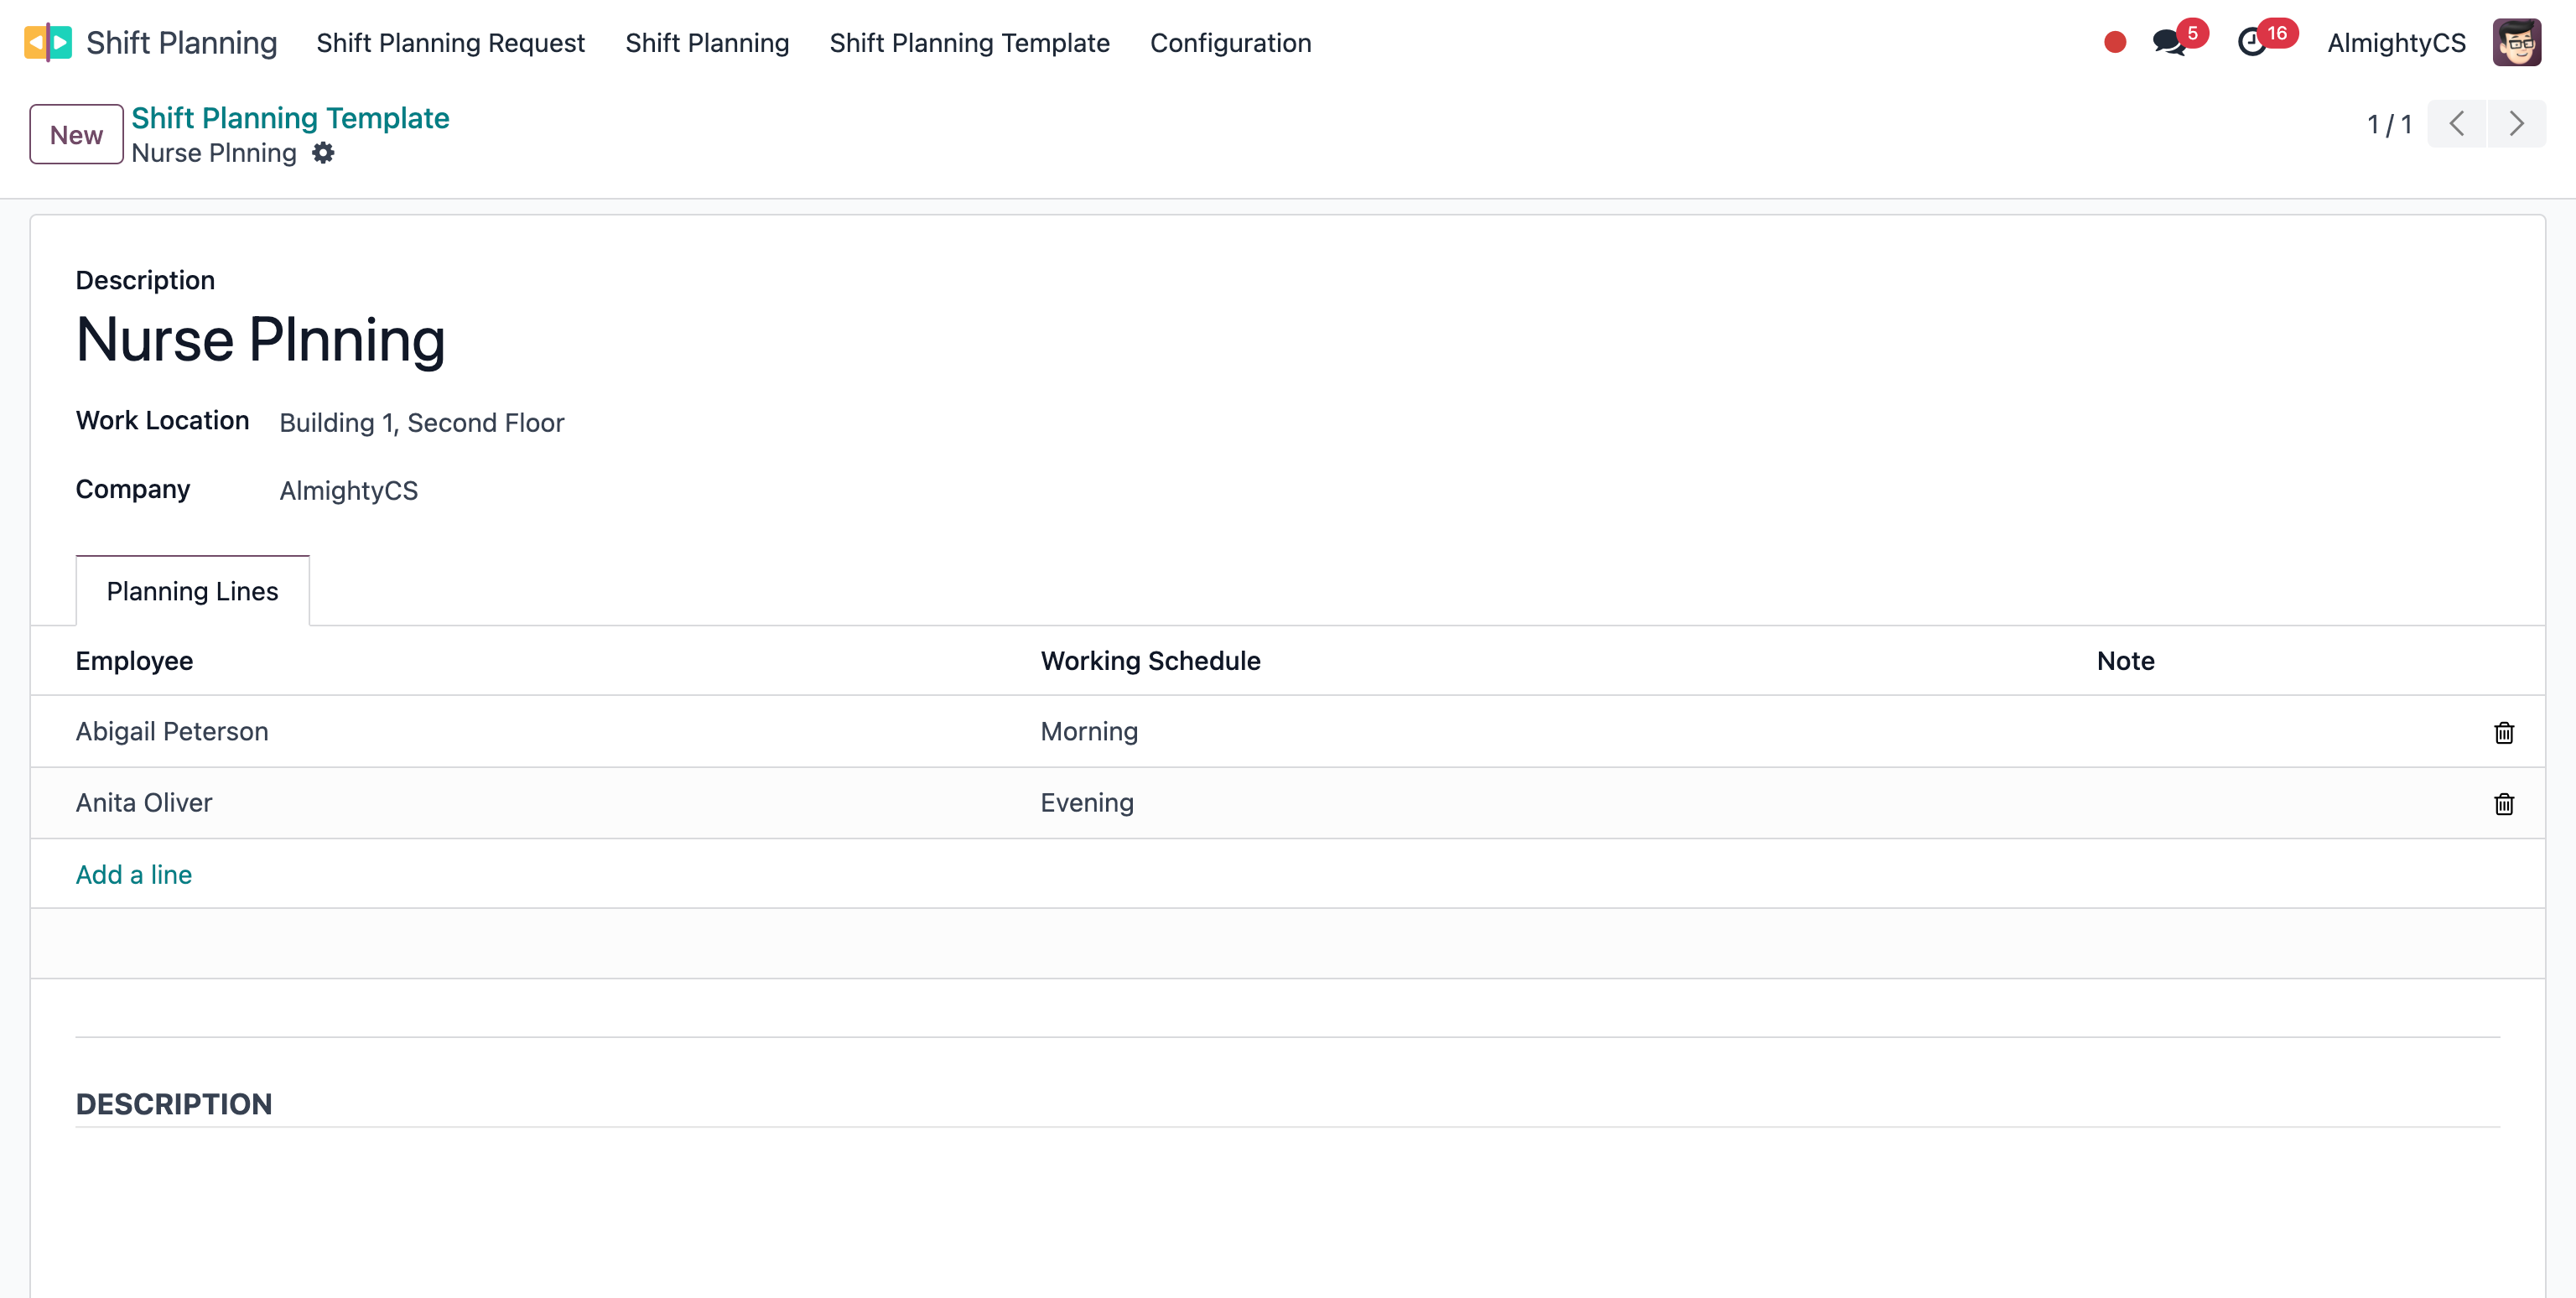 Shift Planning Shift Planning Request Shift Planning Shift Planning Template Configuration 5 16 AlmightyCS
New Shift Planning Template 1 / 1
Nurse Plnning
Description
Nurse Plnning
Work Location Building 1, Second Floor
Company AlmightyCS
Planning Lines
Employee Working Schedule Note
Abigail Peterson Morning
Anita Oliver Evening
Add a line
DESCRIPTION